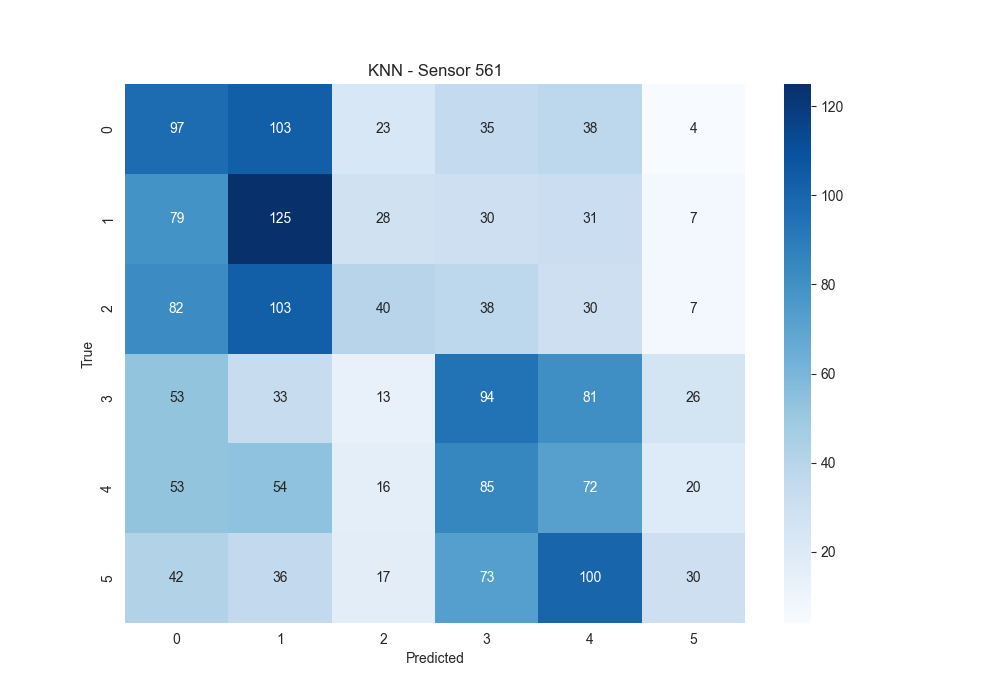 KNN - Sensor 561
0 97 103 23 35 38 4
1 79 125 28 30 31 7
2 82 103 40 38 30 7
3 53 33 13 94 81 26
4 53 54 16 85 72 20
5 42 36 17 73 100 30
0 1 2 3 4 5
Predicted
True
120
100
80
60
40
20